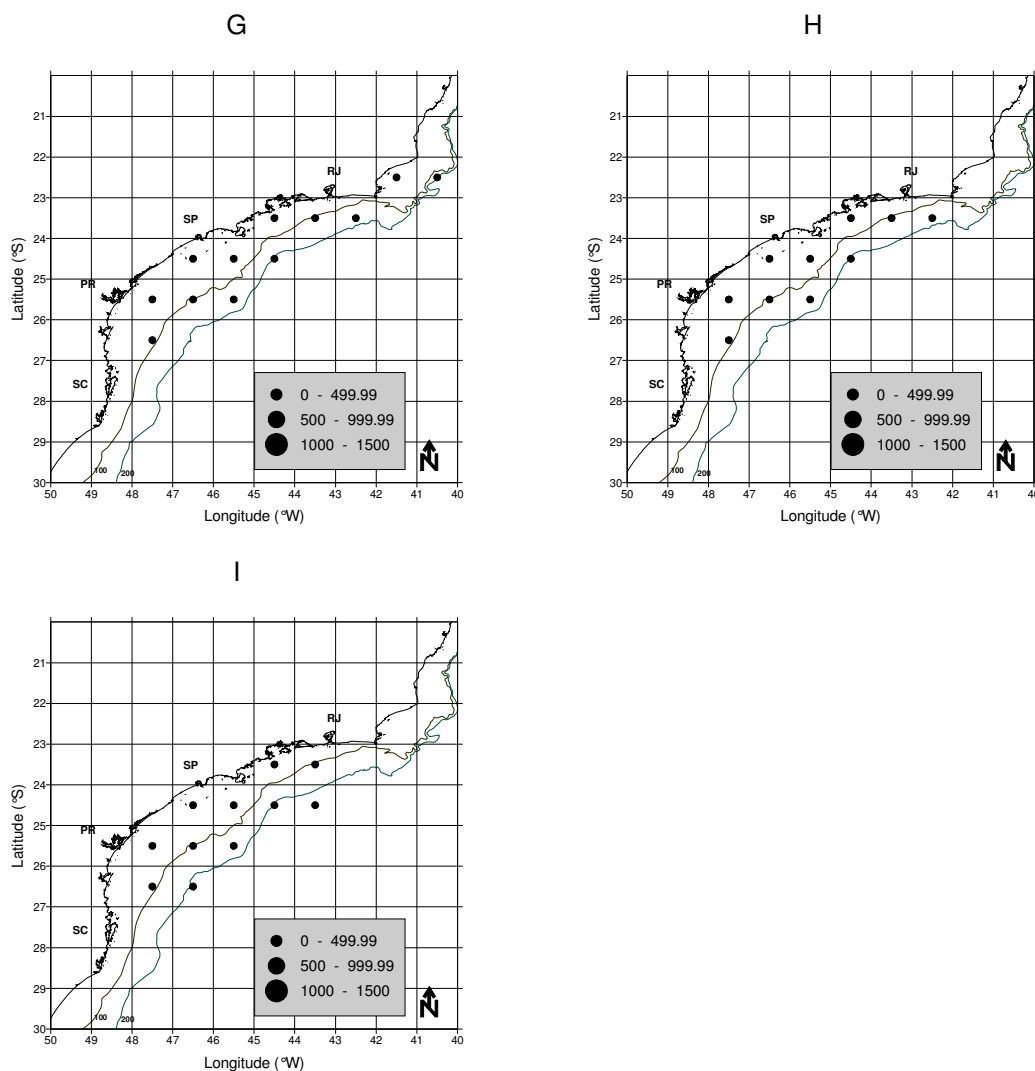 G
21
22
23
24
25
26
27
28
29
30
Latitude (°S)
RJ
SP
PR
SC
0 - 499.99
500 - 999.99
1000 - 1500
N
100
200
50 49 48 47 46 45 44 43 42 41 40
Longitude (°W)
H
21
22
23
24
25
26
27
28
29
30
Latitude (°S)
RJ
SP
PR
SC
0 - 499.99
500 - 999.99
1000 - 1500
N
100
200
50 49 48 47 46 45 44 43 42 41
Longitude (°W)
I
21
22
23
24
25
26
27
28
29
30
Latitude (°S)
RJ
SP
PR
SC
0 - 499.99
500 - 999.99
1000 - 1500
N
100
200
50 49 48 47 46 45 44 43 42 41 40
Longitude (°W)